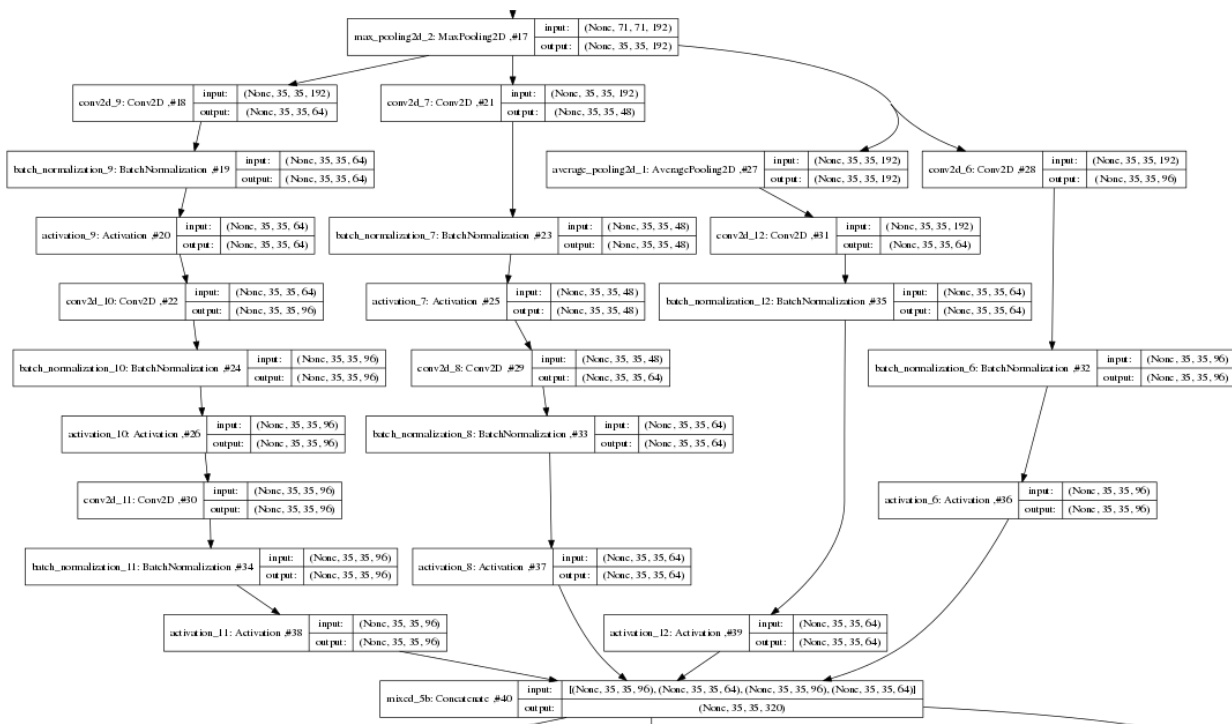 max_pooling2d_2: MaxPooling2D ,#17 input: (None, 71, 71, 192)
output: (None, 35, 35, 192)
conv2d_9: Conv2D ,#18 input: (None, 35, 35, 192)
output: (None, 35, 35, 64)
conv2d_7: Conv2D ,#21 input: (None, 35, 35, 192)
output: (None, 35, 35, 48)
batch_normalization_9: BatchNormalization ,#19 input: (None, 35, 35, 64)
output: (None, 35, 35, 64)
average_pooling2d_1: AveragePooling2D ,#27 input: (None, 35, 35, 192)
output: (None, 35, 35, 192)
conv2d_6: Conv2D ,#28 input: (None, 35, 35, 192)
output: (None, 35, 35, 96)
activation_9: Activation ,#20 input: (None, 35, 35, 64)
output: (None, 35, 35, 64)
batch_normalization_7: BatchNormalization ,#23 input: (None, 35, 35, 48)
output: (None, 35, 35, 48)
conv2d_12: Conv2D ,#31 input: (None, 35, 35, 192)
output: (None, 35, 35, 64)
conv2d_10: Conv2D ,#22 input: (None, 35, 35, 64)
output: (None, 35, 35, 96)
activation_7: Activation ,#25 input: (None, 35, 35, 48)
output: (None, 35, 35, 48)
batch_normalization_12: BatchNormalization ,#35 input: (None, 35, 35, 64)
output: (None, 35, 35, 64)
batch_normalization_10: BatchNormalization ,#24 input: (None, 35, 35, 96)
output: (None, 35, 35, 96)
conv2d_8: Conv2D ,#29 input: (None, 35, 35, 48)
output: (None, 35, 35, 64)
batch_normalization_6: BatchNormalization ,#32 input: (None, 35, 35, 96)
output: (None, 35, 35, 96)
activation_10: Activation ,#26 input: (None, 35, 35, 96)
output: (None, 35, 35, 96)
batch_normalization_8: BatchNormalization ,#33 input: (None, 35, 35, 64)
output: (None, 35, 35, 64)
conv2d_11: Conv2D ,#30 input: (None, 35, 35, 96)
output: (None, 35, 35, 96)
activation_6: Activation ,#36 input: (None, 35, 35, 96)
output: (None, 35, 35, 96)
batch_normalization_11: BatchNormalization ,#34 input: (None, 35, 35, 96)
output: (None, 35, 35, 96)
activation_8: Activation ,#37 input: (None, 35, 35, 64)
output: (None, 35, 35, 64)
activation_11: Activation ,#38 input: (None, 35, 35, 96)
output: (None, 35, 35, 96)
activation_12: Activation ,#39 input: (None, 35, 35, 64)
output: (None, 35, 35, 64)
mixed_5b: Concatenate ,#40 input: [(None, 35, 35, 96), (None, 35, 35, 64), (None, 35, 35, 96), (None, 35, 35, 64)]
output: (None, 35, 35, 320)